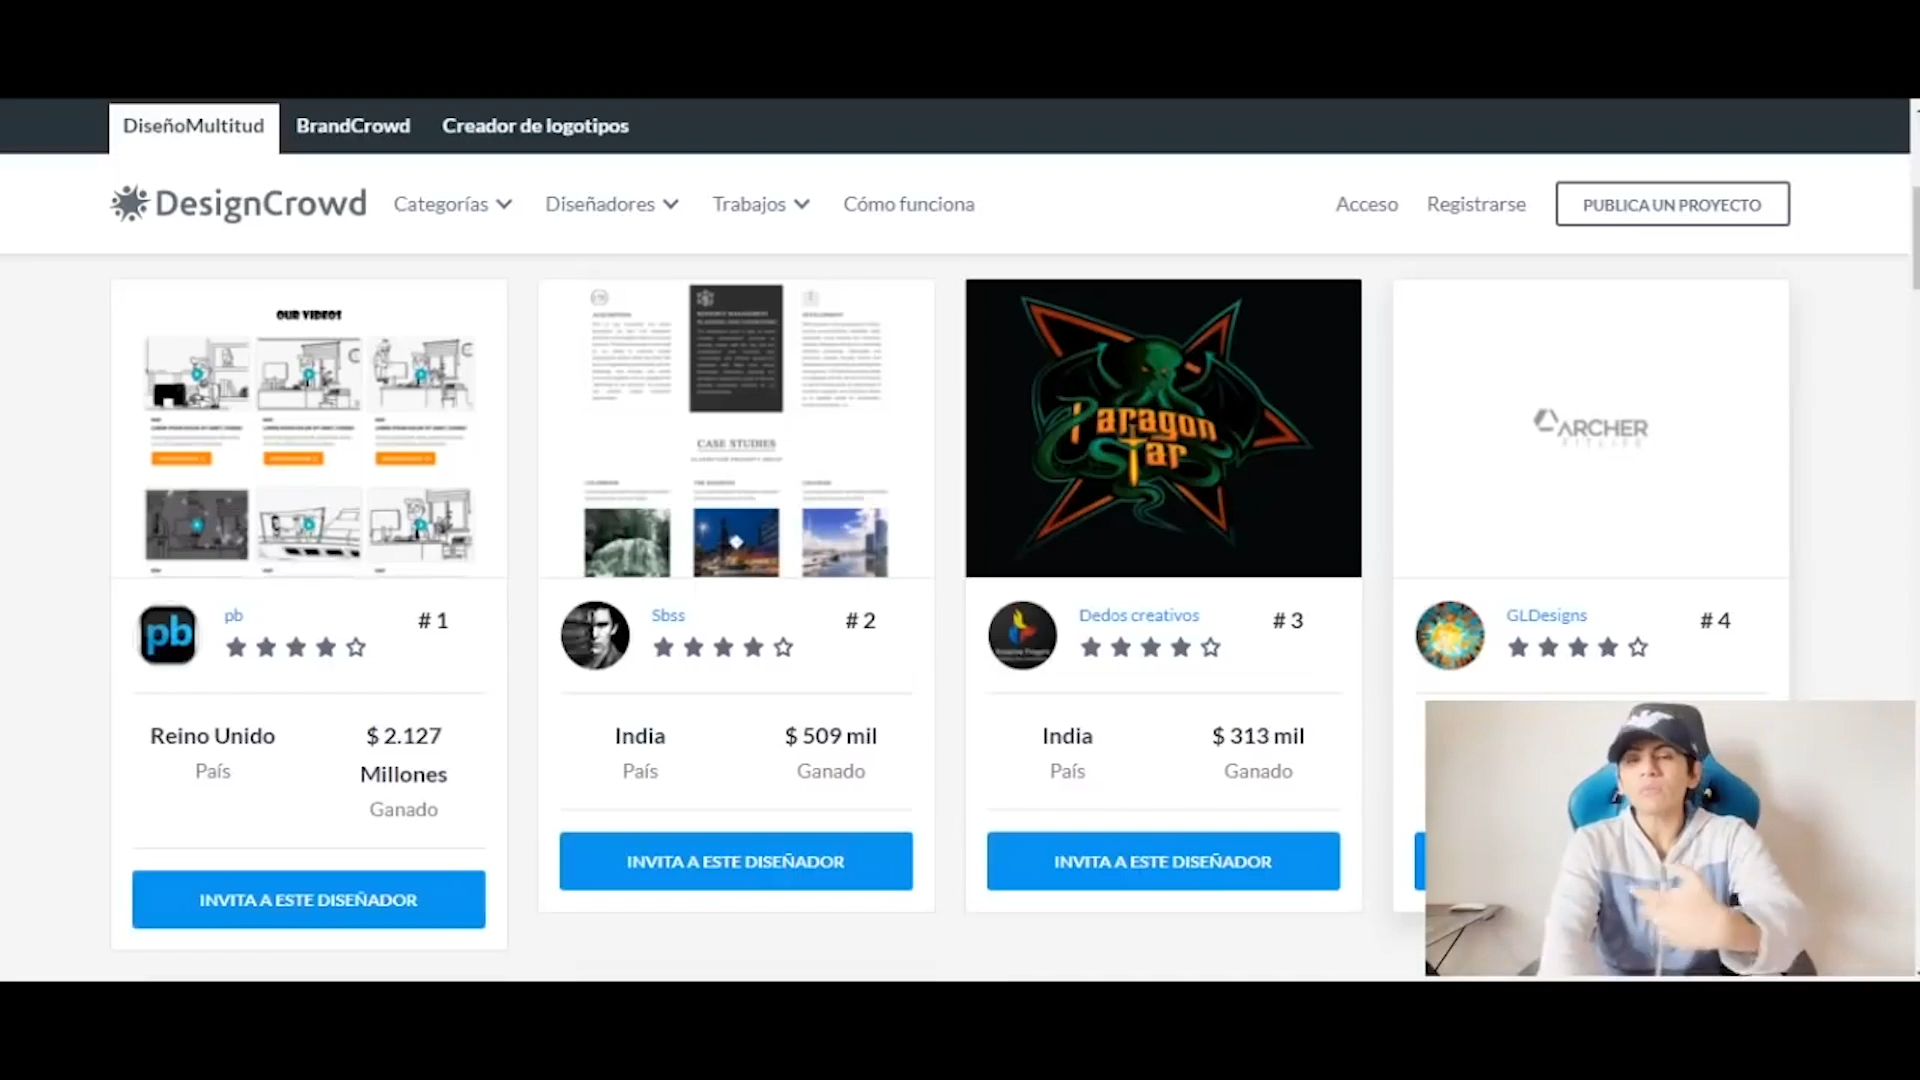 DiseñoMultitud BrandCrowd Creador de logotipos
DesignCrowd Categorías Diseñadores Trabajos Cómo funciona Acceso Registrarse PUBLICA UN PROYECTO
OUR VIDEOS
CASE STUDIES
Paragon
Star
ARCHER
pb
pb # 1
Sbss # 2
Dedos creativos # 3
GLDesigns # 4
Reino Unido $ 2.127
Millones
País Ganado
India $ 509 mil
País Ganado
India $ 313 mil
País Ganado
INVITA A ESTE DISEÑADOR
INVITA A ESTE DISEÑADOR
INVITA A ESTE DISEÑADOR